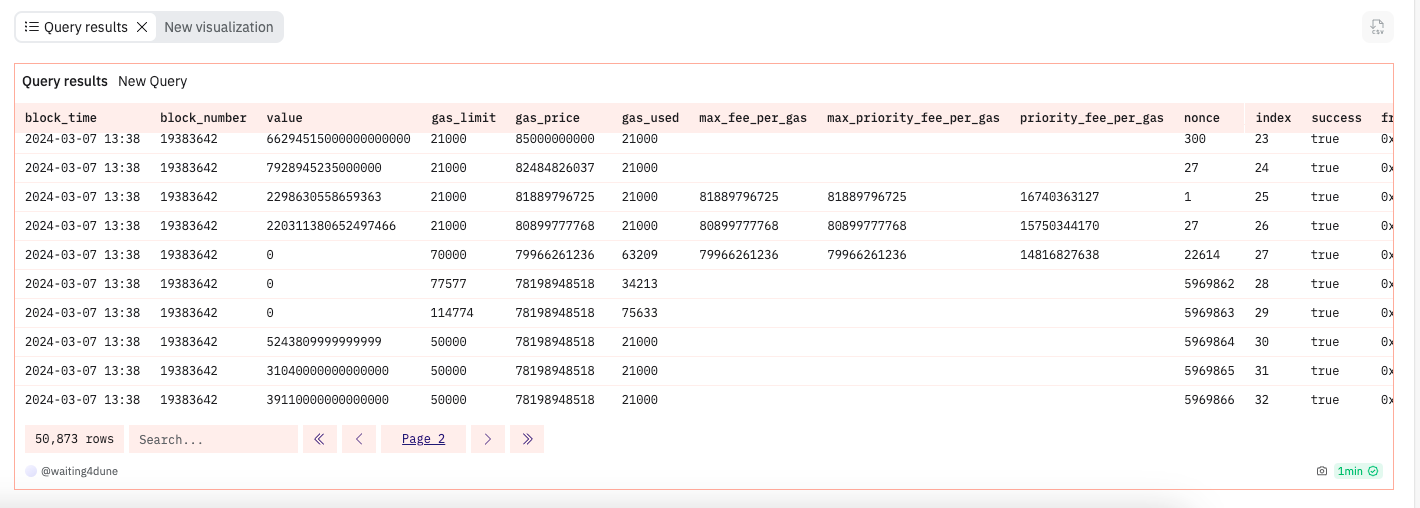 Query results New visualization
CSV
Query results New Query
block_time block_number value gas_limit gas_price gas_used max_fee_per_gas max_priority_fee_per_gas priority_fee_per_gas nonce index success fr
2024-03-07 13:38 19383642 66294515000000000000 21000 85000000000 21000 300 23 true 0x
2024-03-07 13:38 19383642 7928945235000000 21000 82484826037 21000 27 24 true 0x
2024-03-07 13:38 19383642 2298630558659363 21000 81889796725 21000 81889796725 81889796725 16740363127 1 25 true 0x
2024-03-07 13:38 19383642 220311380652497466 21000 80899777768 21000 80899777768 80899777768 15750344170 27 26 true 0x
2024-03-07 13:38 19383642 0 70000 79966261236 63209 79966261236 79966261236 14816827638 22614 27 true 0x
2024-03-07 13:38 19383642 0 77577 78198948518 34213 5969862 28 true 0x
2024-03-07 13:38 19383642 0 114774 78198948518 75633 5969863 29 true 0x
2024-03-07 13:38 19383642 5243809999999999 50000 78198948518 21000 5969864 30 true 0x
2024-03-07 13:38 19383642 31040000000000000 50000 78198948518 21000 5969865 31 true 0x
2024-03-07 13:38 19383642 39110000000000000 50000 78198948518 21000 5969866 32 true 0x
50,873 rows Search... Page 2
@waiting4dune 1min